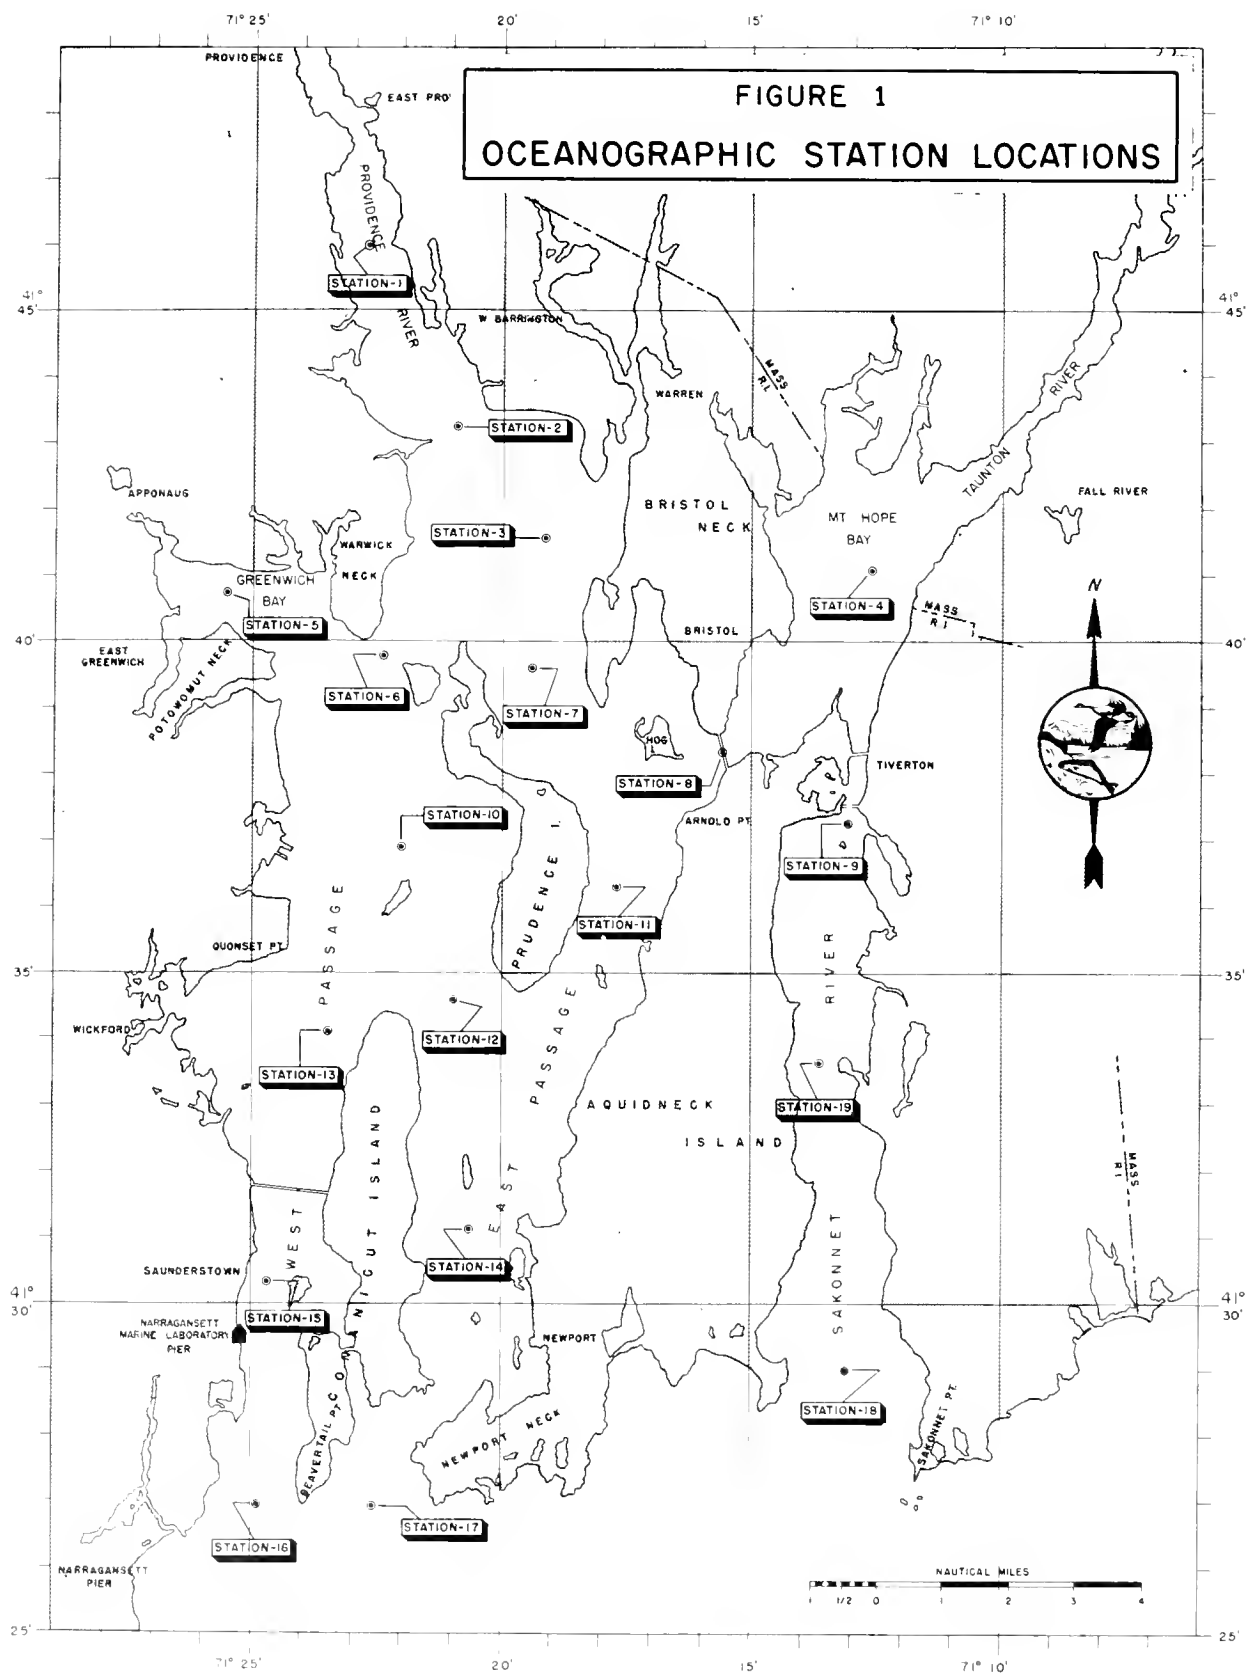 71° 25'
20'
15'
71° 10'
PROVIDENCE
EAST PRO'
FIGURE 1
OCEANOGRAPHIC STATION LOCATIONS
PROVIDENCE
RIVER
STATION-1
41°
45'
41°
45'
W BARRINGTON
MASS
R.I.
WARREN
RIVER
TAUNTON
STATION-2
APPONAUG
FALL RIVER
BRISTOL
NECK
MT HOPE
BAY
STATION-3
WARWICK
NECK
GREENWICH
BAY
STATION-4
MASS
R I
N
STATION-5
BRISTOL
40'
40'
EAST
GREENWICH
POTOWOMUT NECK
STATION-6
STATION-7
HOG
I.
STATION-8
TIVERTON
STATION-10
ARNOLD PT.
STATION-9
PRUDENCE I.
STATION-11
QUONSET PT.
PASSAGE
RIVER
35'
35'
WICKFORD
STATION-12
PASSAGE
STATION-13
STATION-19
AQUIDNECK
ISLAND
MASS
R I
EAST
WEST
SAKONNET
STATION-14
SAUNDERSTOWN
41°
30'
41°
30'
STATION-15
NARRAGANSETT
MARINE LABORATORY
PIER
NEWPORT
CONANICUT ISLAND
BEAVERTAIL PT.
NEWPORT NECK
STATION-18
SAKONNET PT.
STATION-17
STATION-16
NARRAGANSETT
PIER
NAUTICAL MILES
1 1/2 0 1 2 3 4
25'
25'
71° 25'
20'
15'
71° 10'